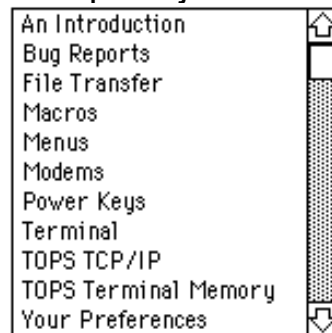 An Introduction
Bug Reports
File Transfer
Macros
Menus
Modems
Power Keys
Terminal
TOPS TCP/IP
TOPS Terminal Memory
Your Preferences